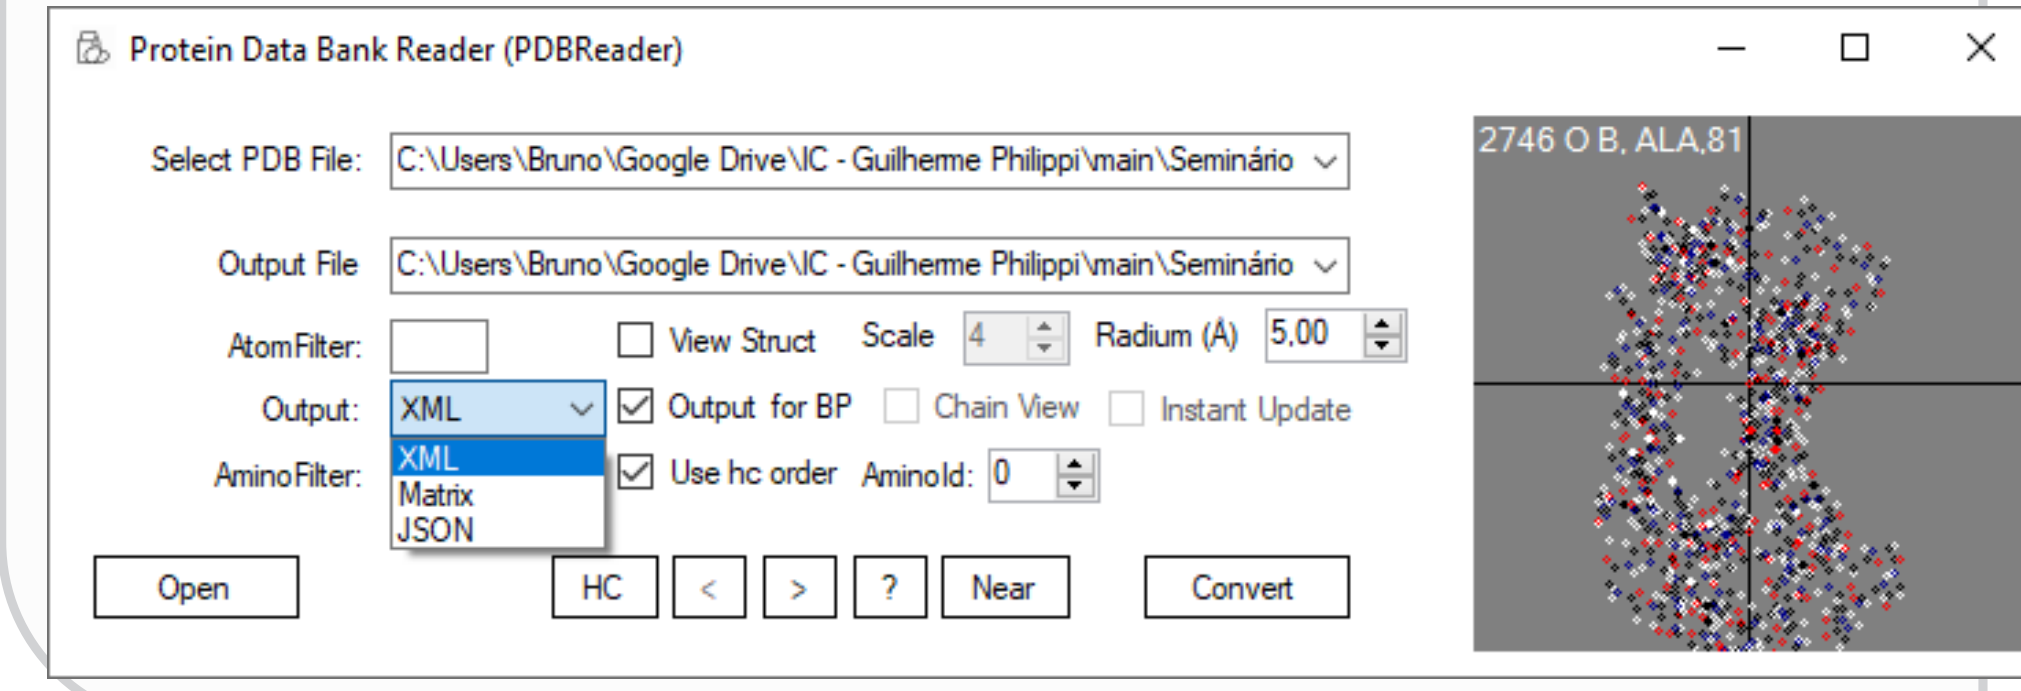 Protein Data Bank Reader (PDBReader)
2746 O B, ALA,81
Select PDB File: C:\Users\Bruno\Google Drive\IC - Guilherme Philippi\main\Seminário
Output File C:\Users\Bruno\Google Drive\IC - Guilherme Philippi\main\Seminário
AtomFilter: View Struct Scale 4 Radium (Å) 5,00
Output: XML Output for BP Chain View Instant Update
XML
AminoFilter: Use hc order AminoId: 0
Matrix
JSON
Open HC < > ? Near Convert